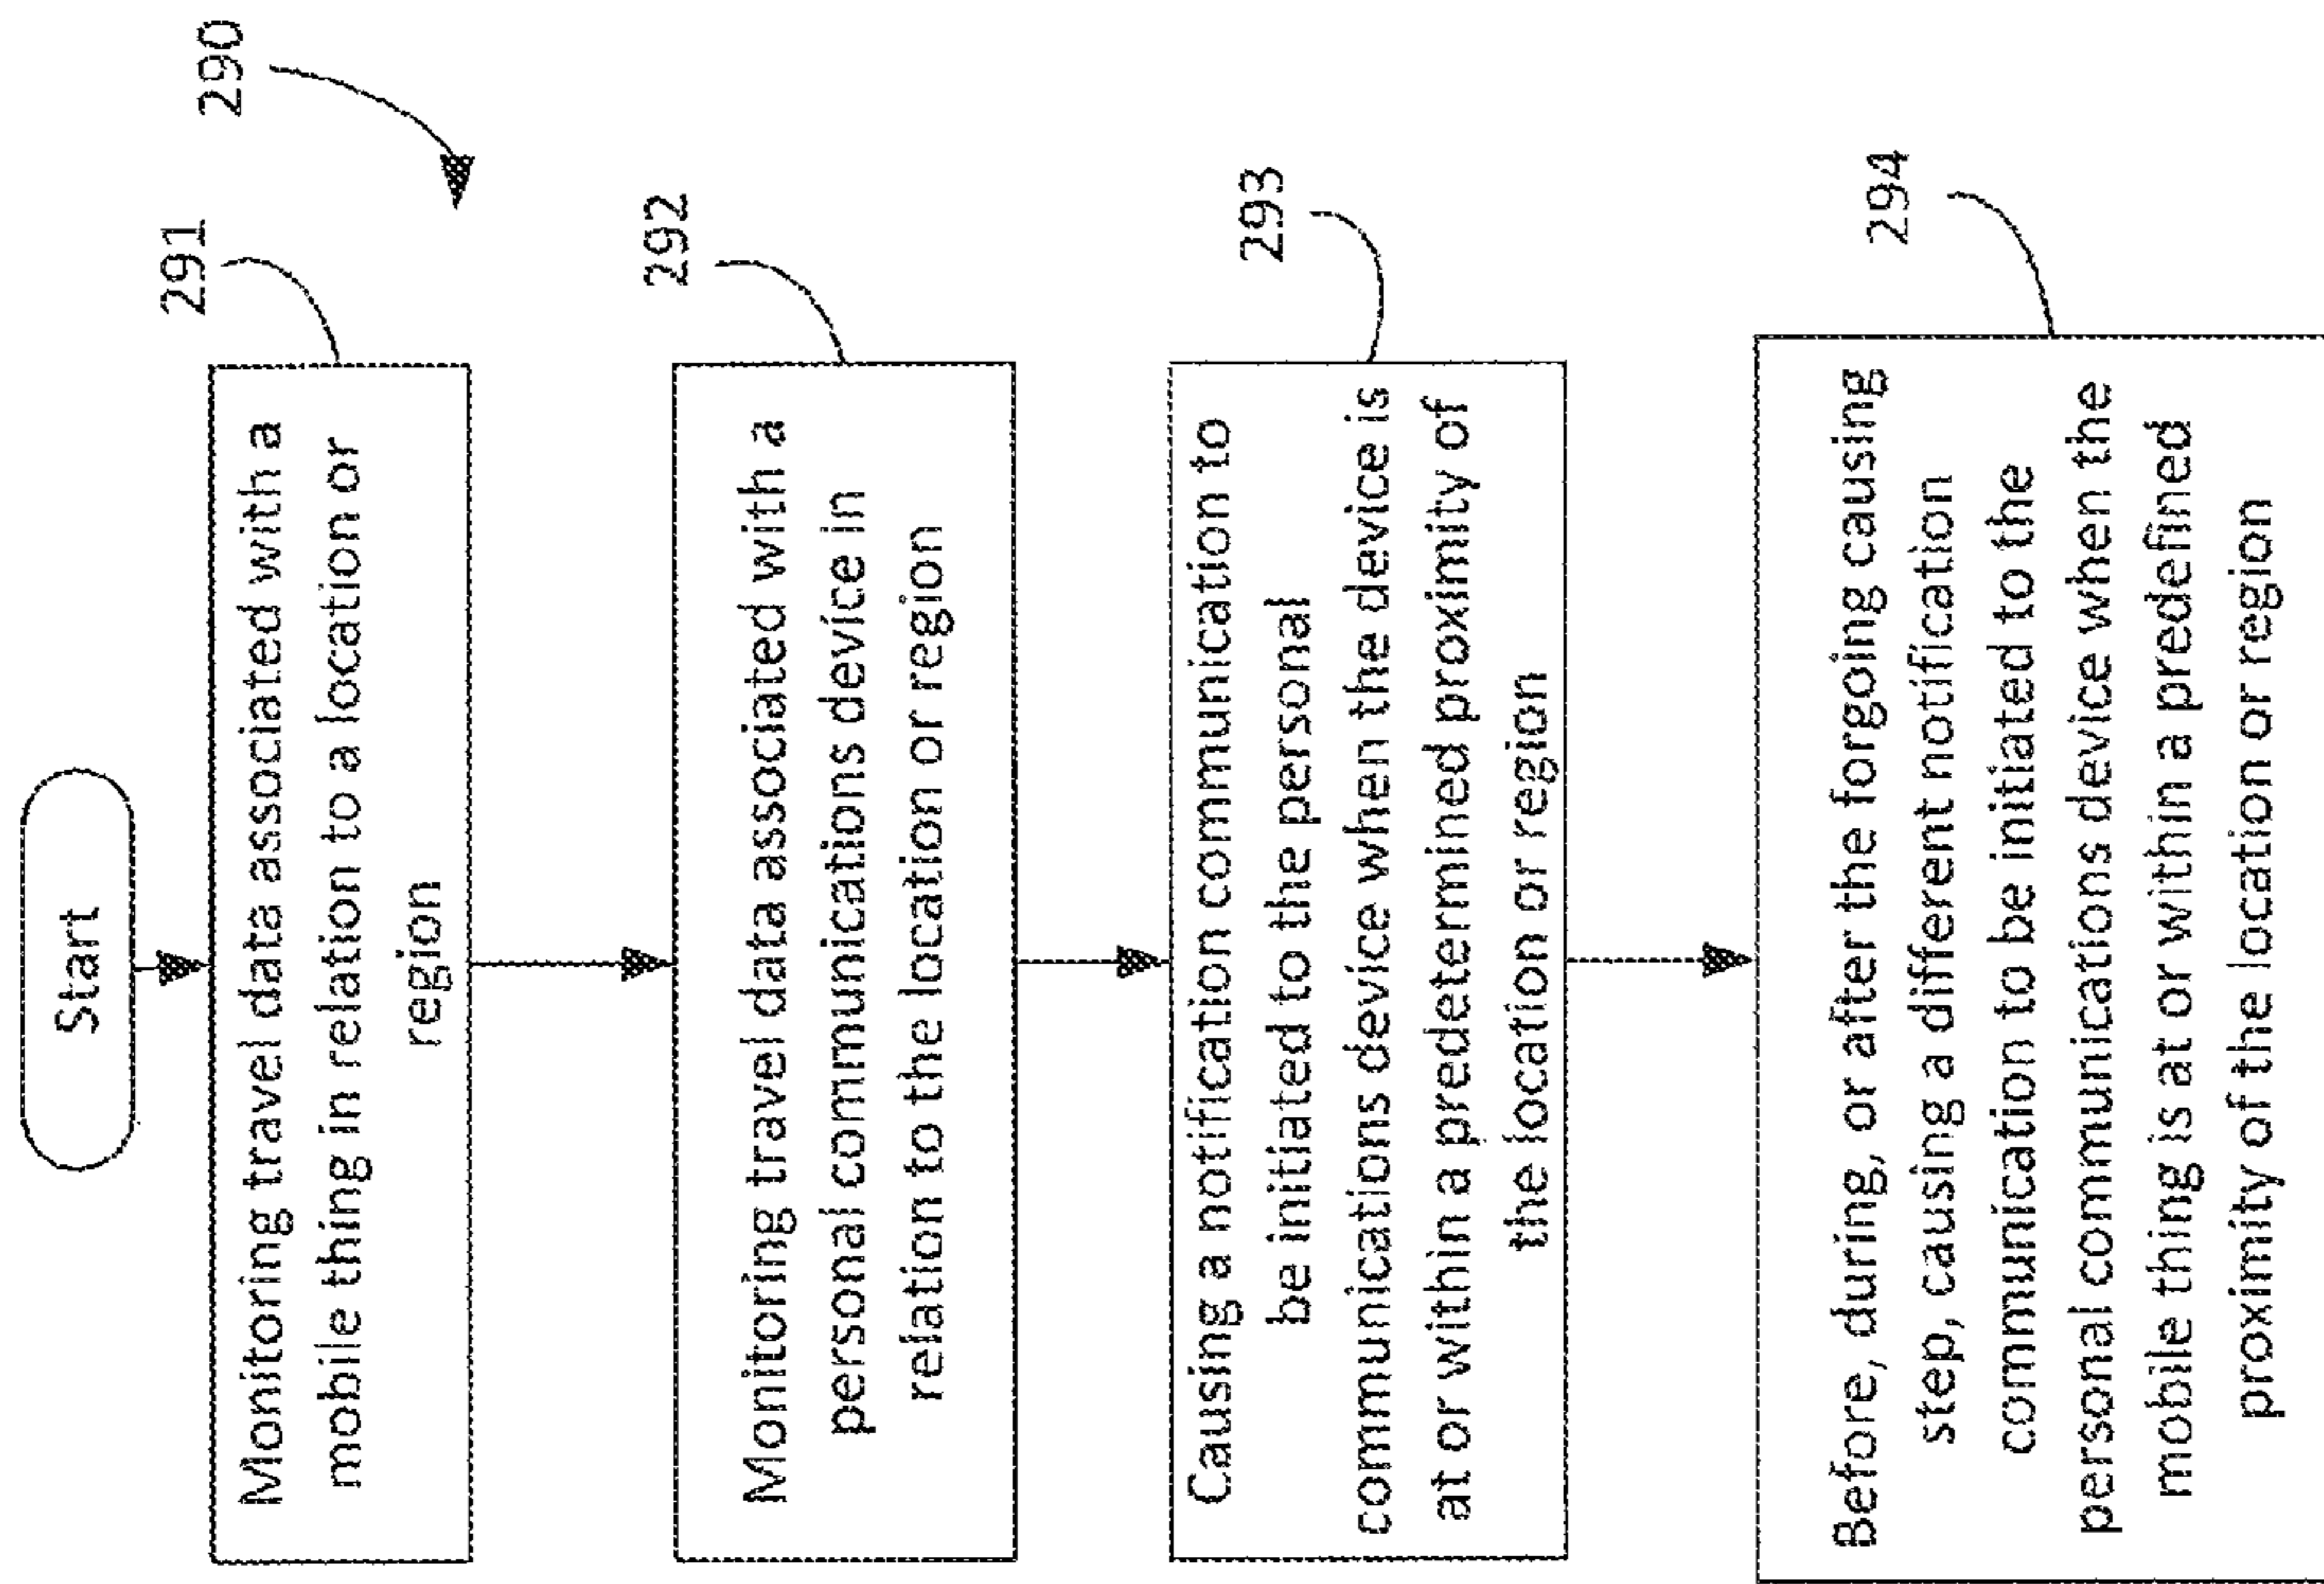 290
Start
291
Monitoring travel data associated with a
mobile thing in relation to a location or
region
292
Monitoring travel data associated with a
personal communications device in
relation to the location or region
293
Causing a notification communication to
be initiated to the personal
communications device when the device is
at or within a predetermined proximity of
the location or region
294
Before, during, or after the forgoing causing
step, causing a different notification
communication to be initiated to the
personal communications device when the
mobile thing is at or within a predefined
proximity of the location or region